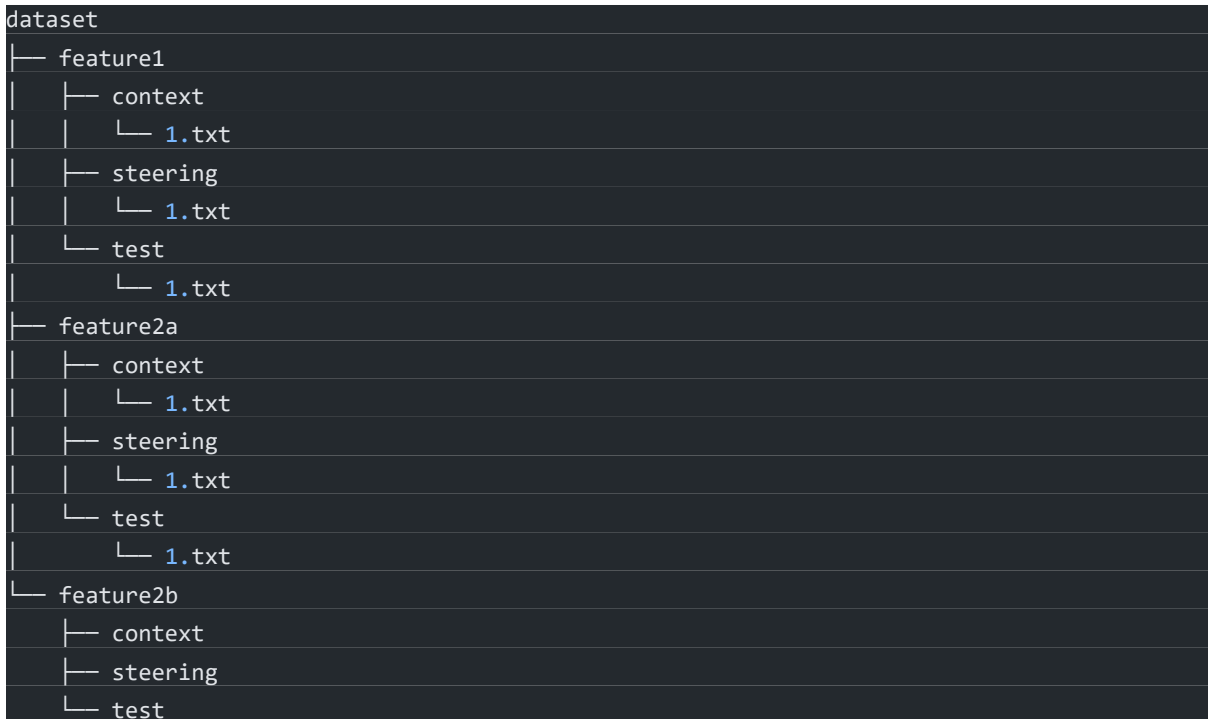 dataset
├── feature1
│   ├── context
│   │   └── 1.txt
│   ├── steering
│   │   └── 1.txt
│   └── test
│       └── 1.txt
├── feature2a
│   ├── context
│   │   └── 1.txt
│   ├── steering
│   │   └── 1.txt
│   └── test
│       └── 1.txt
└── feature2b
    ├── context
    ├── steering
    └── test